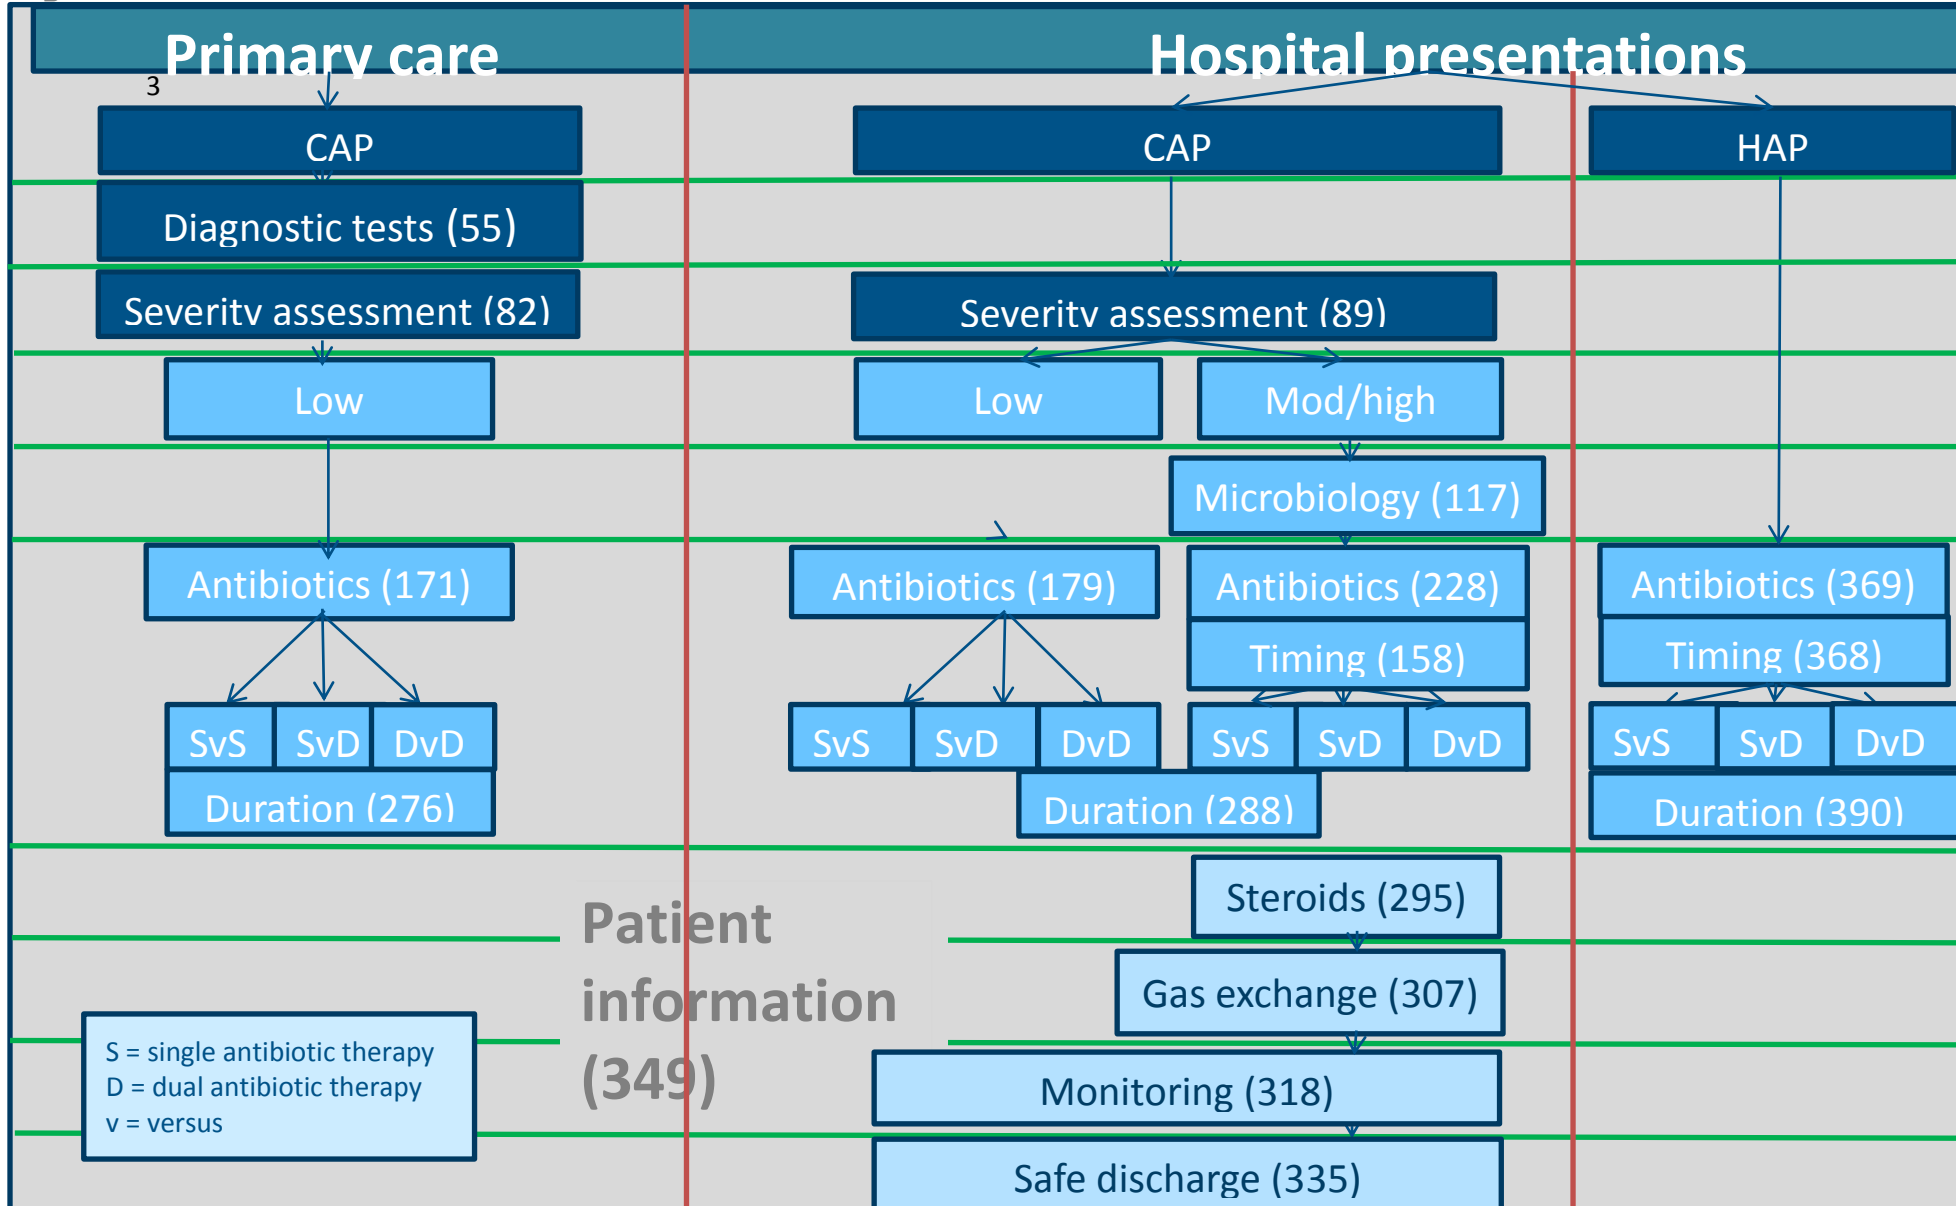 Primary care
Hospital presentations
3
CAP
CAP
HAP
Diagnostic tests (55)
Severity assessment (82)
Severity assessment (89)
Low
Low
Mod/high
Microbiology (117)
Antibiotics (171)
Antibiotics (179)
Antibiotics (228)
Antibiotics (369)
Timing (158)
Timing (368)
SvS SvD DvD
SvS SvD DvD
SvS SvD DvD
SvS SvD DvD
Duration (276)
Duration (288)
Duration (390)
Steroids (295)
Patient
information
(349)
Gas exchange (307)
S = single antibiotic therapy
D = dual antibiotic therapy
v = versus
Monitoring (318)
Safe discharge (335)